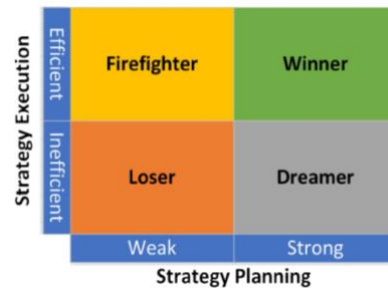 Strategy Execution
Efficient
Firefighter
Winner
Inefficient
Loser
Dreamer
Weak
Strong
Strategy Planning